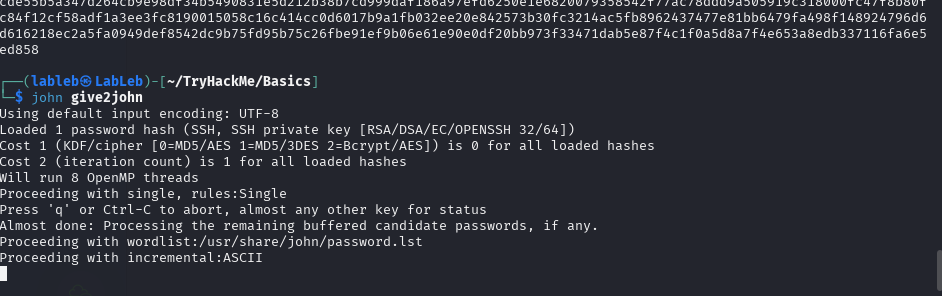 cde55b5a347d264cb9e98df34b5490831e5d212b38b7cd999daf186a97efd6250e1e6820079358542f77ac78ddd9a505919c318000fc47f8b80f
c84f12cf58adf1a3ee3fc8190015058c16c414cc0d6017b9a1fb032ee20e842573b30fc3214ac5fb8962437477e81bb6479fa498f148924796d6
d616218ec2a5fa0949def8542dc9b75fd95b75c26fbe91ef9b06e61e90e0df20bb973f33471dab5e87f4c1f0a5d8a7f4e653a8edb337116fa6e5
ed858
┌──(lableb㉿LabLeb)-[~/TryHackMe/Basics]
└─$ john give2john
Using default input encoding: UTF-8
Loaded 1 password hash (SSH, SSH private key [RSA/DSA/EC/OPENSSH 32/64])
Cost 1 (KDF/cipher [0=MD5/AES 1=MD5/3DES 2=Bcrypt/AES]) is 0 for all loaded hashes
Cost 2 (iteration count) is 1 for all loaded hashes
Will run 8 OpenMP threads
Proceeding with single, rules:Single
Press 'q' or Ctrl-C to abort, almost any other key for status
Almost done: Processing the remaining buffered candidate passwords, if any.
Proceeding with wordlist:/usr/share/john/password.lst
Proceeding with incremental:ASCII